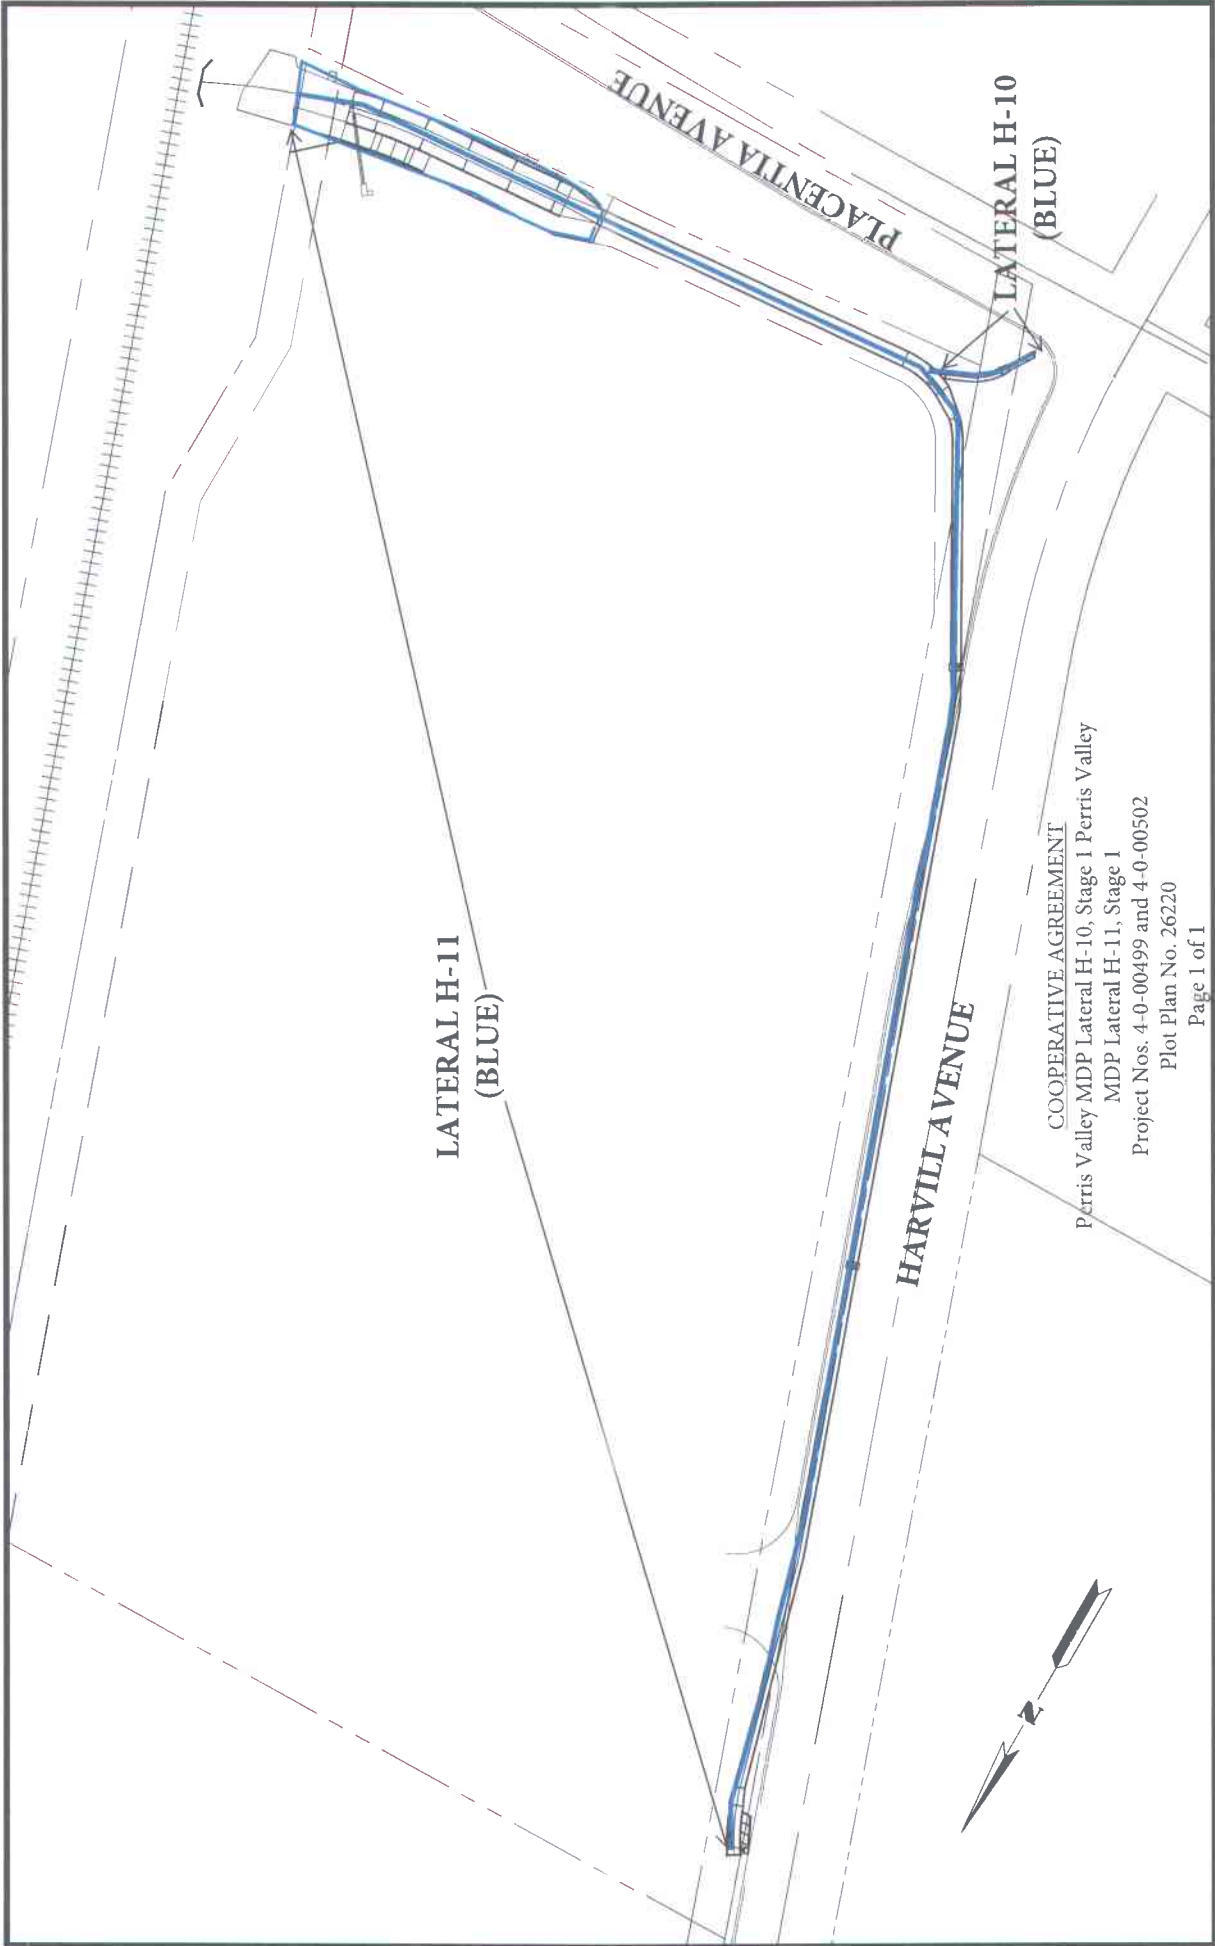 PLACENTIA AVENUE
LATERAL H-10
(BLUE)
LATERAL H-11
(BLUE)
HARVILL AVENUE
COOPERATIVE AGREEMENT
Perris Valley MDP Lateral H-10, Stage 1 Perris Valley
MDP Lateral H-11, Stage 1
Project Nos. 4-0-00499 and 4-0-00502
Plot Plan No. 26220
Page 1 of 1
N